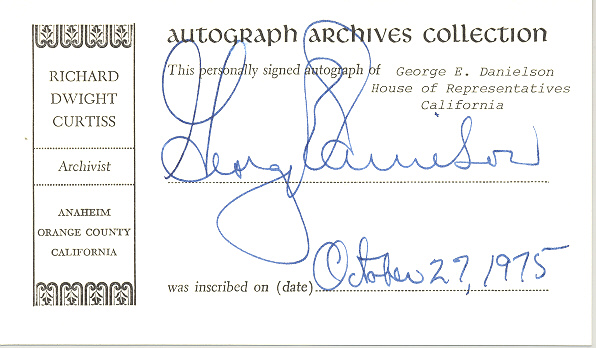 RICHARD
DWIGHT
CURTISS
Archivist
ANAHEIM
ORANGE COUNTY
CALIFORNIA
autograph archives collection
This personally signed autograph of George E. Danielson
House of Representatives
California
George Danielson
was inscribed on (date) October 27, 1975